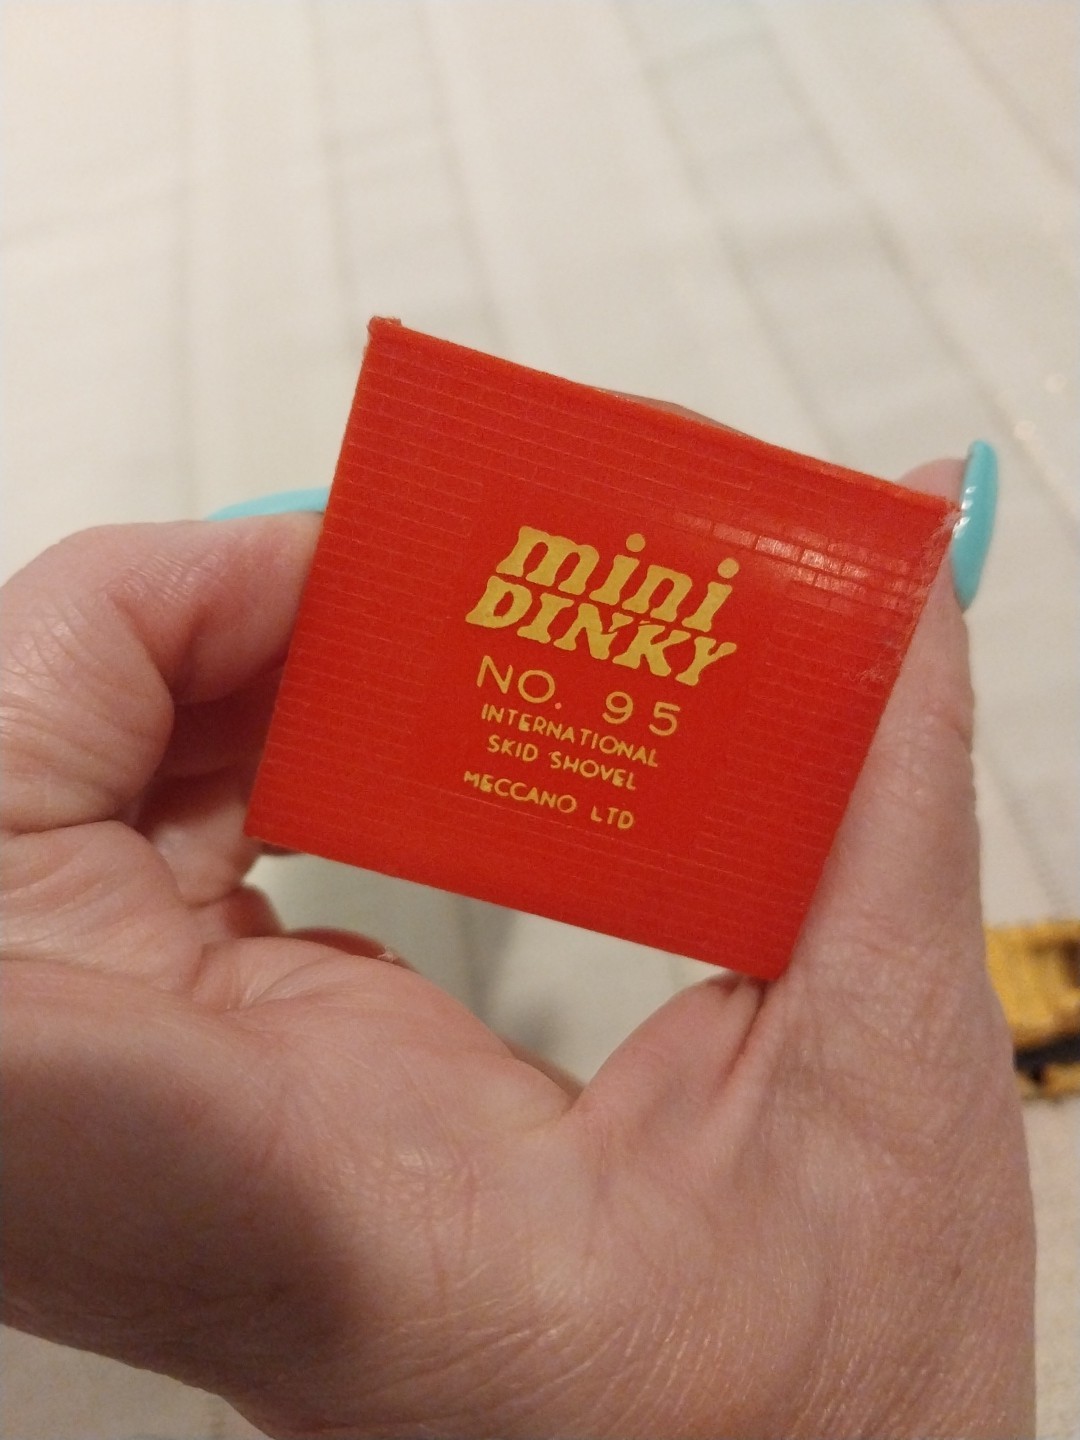 mini
DINKY
NO. 95
INTERNATIONAL
SKID SHOVEL
MECCANO LTD